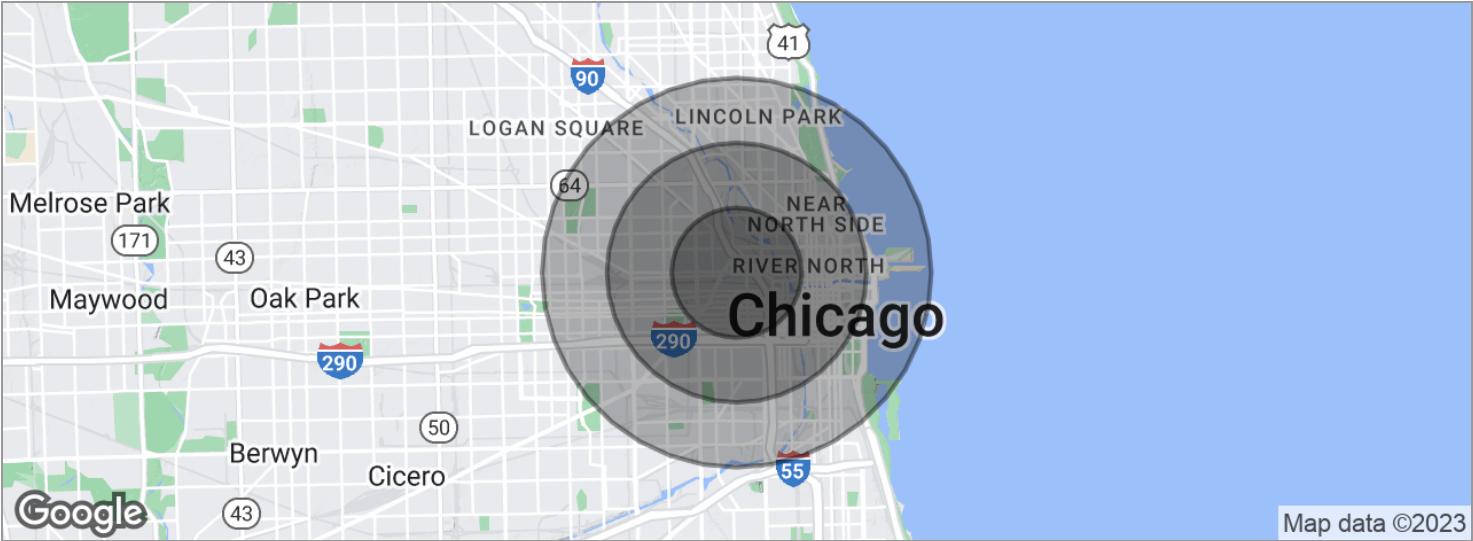 41
90
LINCOLN PARK
LOGAN SQUARE
64
Melrose Park
NEAR
NORTH SIDE
171
43
RIVER NORTH
Maywood
Oak Park
Chicago
290
290
50
Berwyn
Cicero
55
43
Google
Map data ©2023